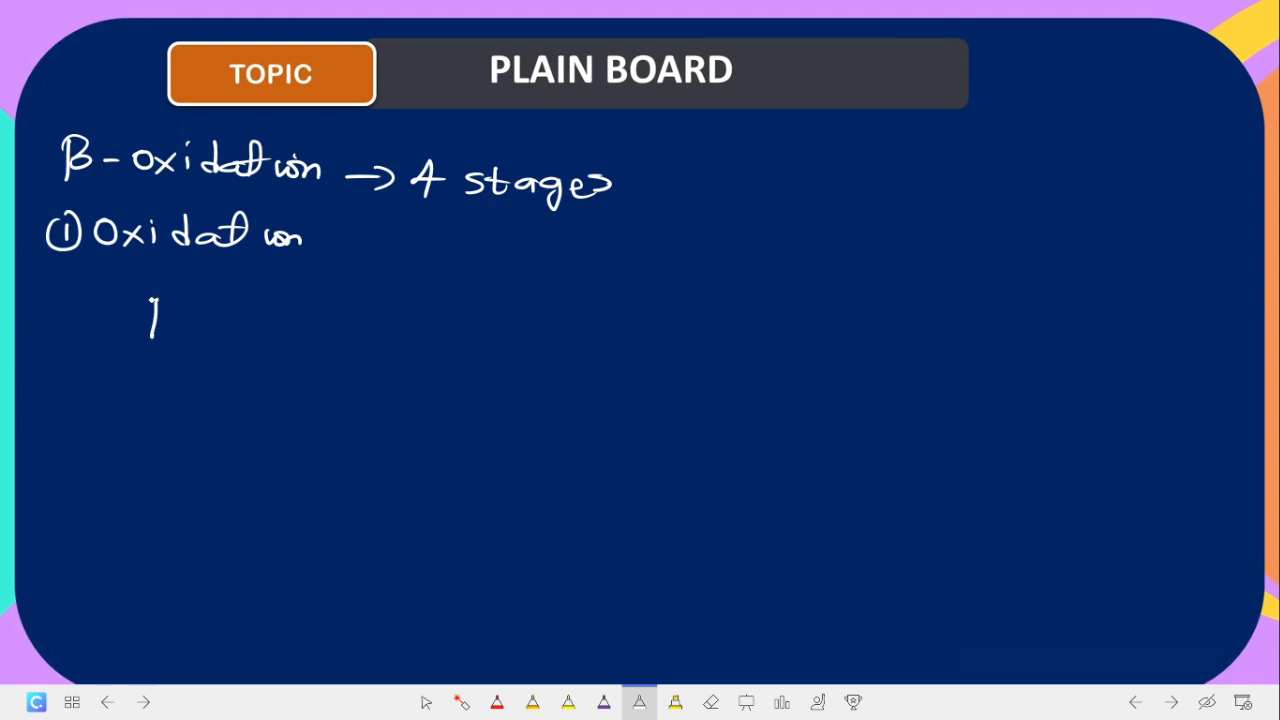 TOPIC PLAIN BOARD
β-oxidation → 4 stages
① Oxidation